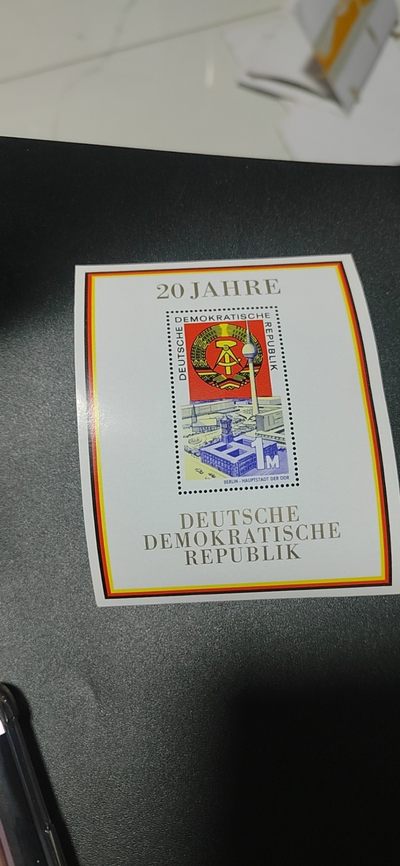 20 JAHRE
DEUTSCHE DEMOKRATISCHE REPUBLIK
1M
BERLIN - HAUPTSTADT DER DDR
DEUTSCHE
DEMOKRATISCHE
REPUBLIK